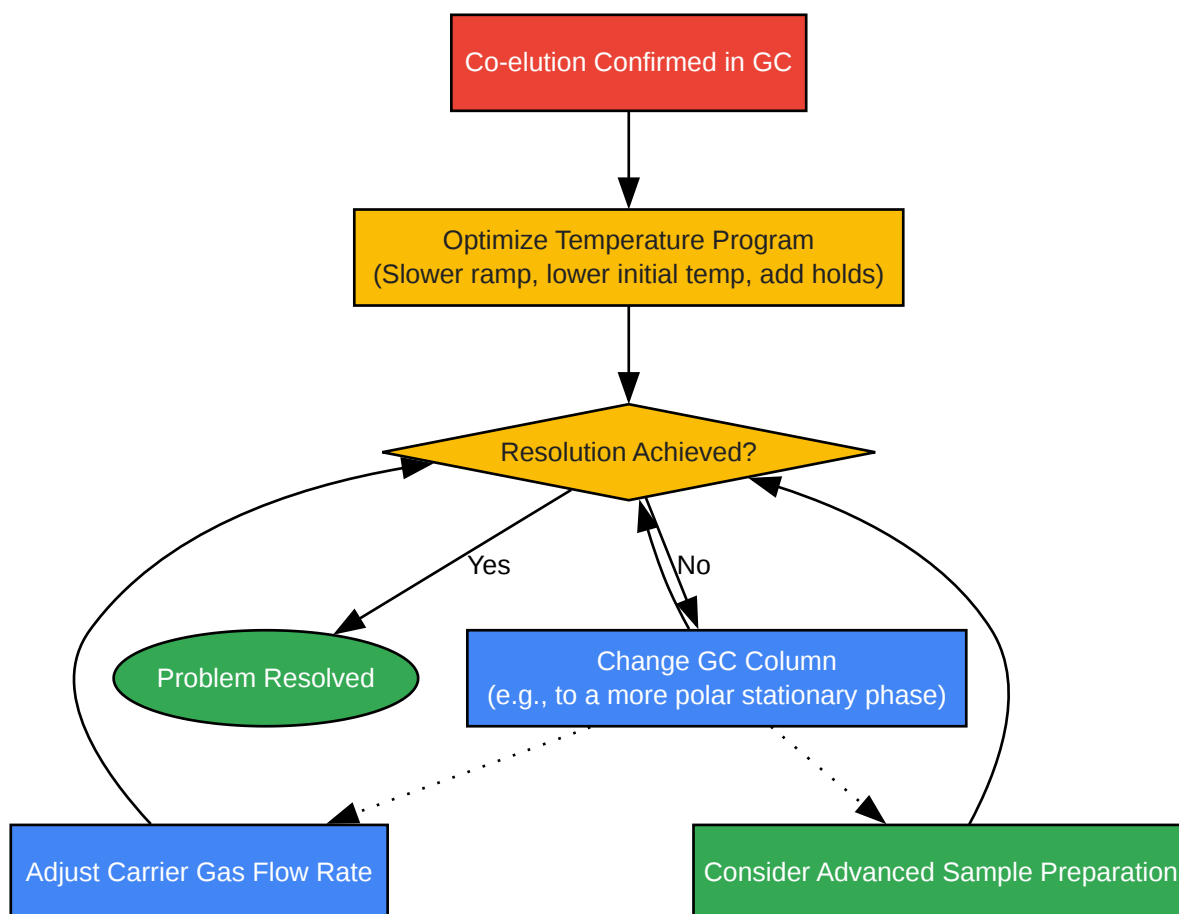 Co-elution Confirmed in GC
Optimize Temperature Program
(Slower ramp, lower initial temp, add holds)
Resolution Achieved?
Yes
No
Problem Resolved
Change GC Column
(e.g., to a more polar stationary phase)
Adjust Carrier Gas Flow Rate
Consider Advanced Sample Preparation